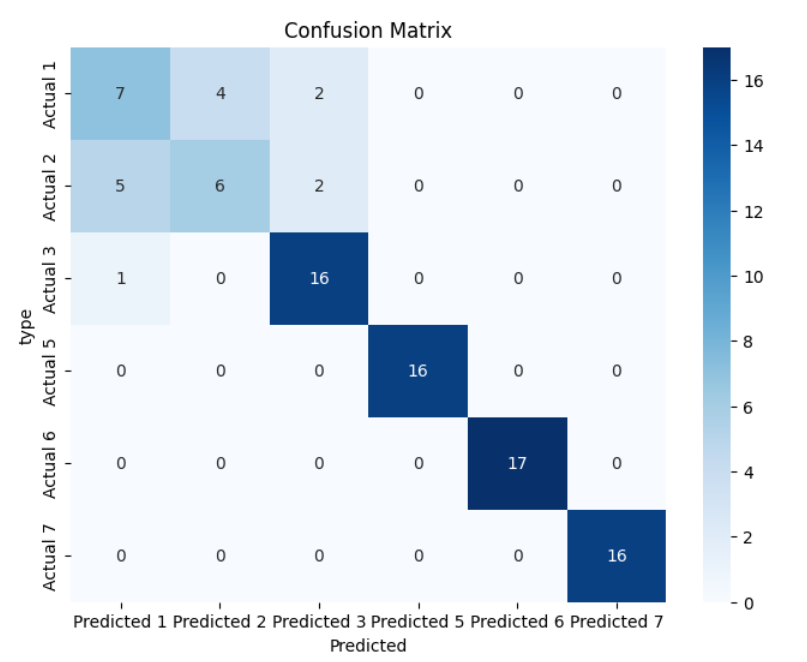 Confusion Matrix
Actual 1 7 4 2 0 0 0
Actual 2 5 6 2 0 0 0
Actual 3 1 0 16 0 0 0
Actual 5 0 0 0 16 0 0
Actual 6 0 0 0 0 17 0
Actual 7 0 0 0 0 0 16
type
Predicted 1 Predicted 2 Predicted 3 Predicted 5 Predicted 6 Predicted 7
Predicted
16
14
12
10
8
6
4
2
0